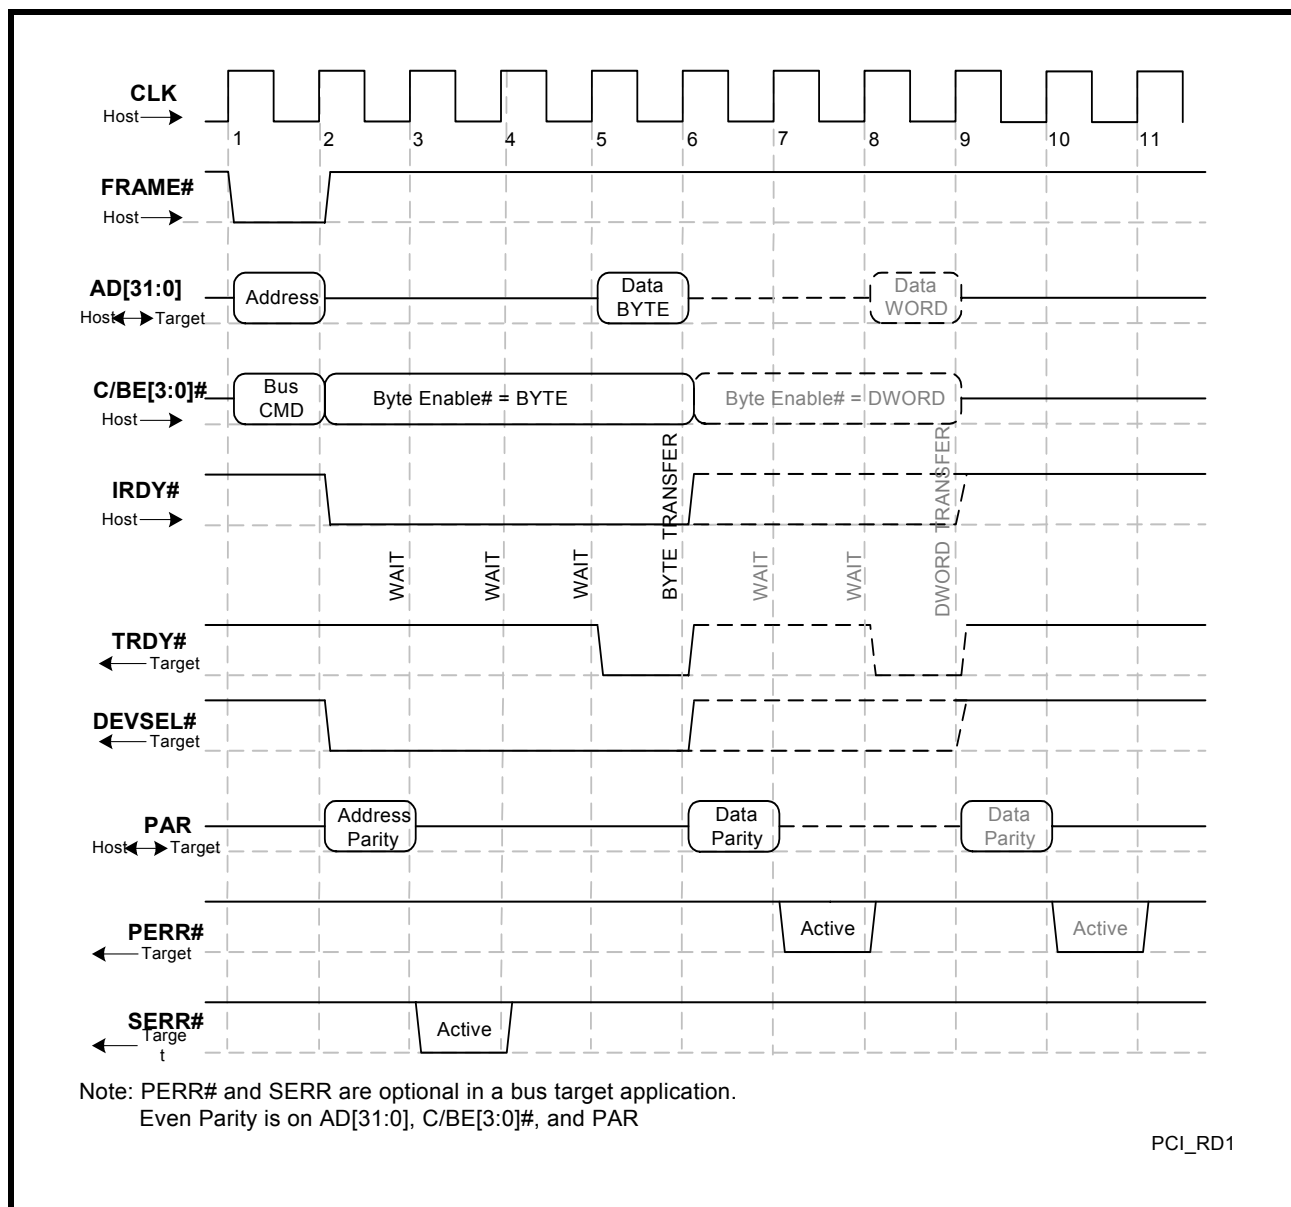 CLK
Host
1 2 3 4 5 6 7 8 9 10 11
FRAME#
Host
AD[31:0]
Host Target
Address
Data
BYTE
Data
WORD
C/BE[3:0]#
Host
Bus
CMD
Byte Enable# = BYTE
Byte Enable# = DWORD
IRDY#
Host
WAIT
WAIT
WAIT
BYTE TRANSFER
WAIT
WAIT
DWORD TRANSFER
TRDY#
Target
DEVSEL#
Target
PAR
Host Target
Address
Parity
Data
Parity
Data
Parity
PERR#
Target
Active
Active
SERR#
Targe
t
Active
Note: PERR# and SERR are optional in a bus target application.
Even Parity is on AD[31:0], C/BE[3:0]#, and PAR
PCI_RD1